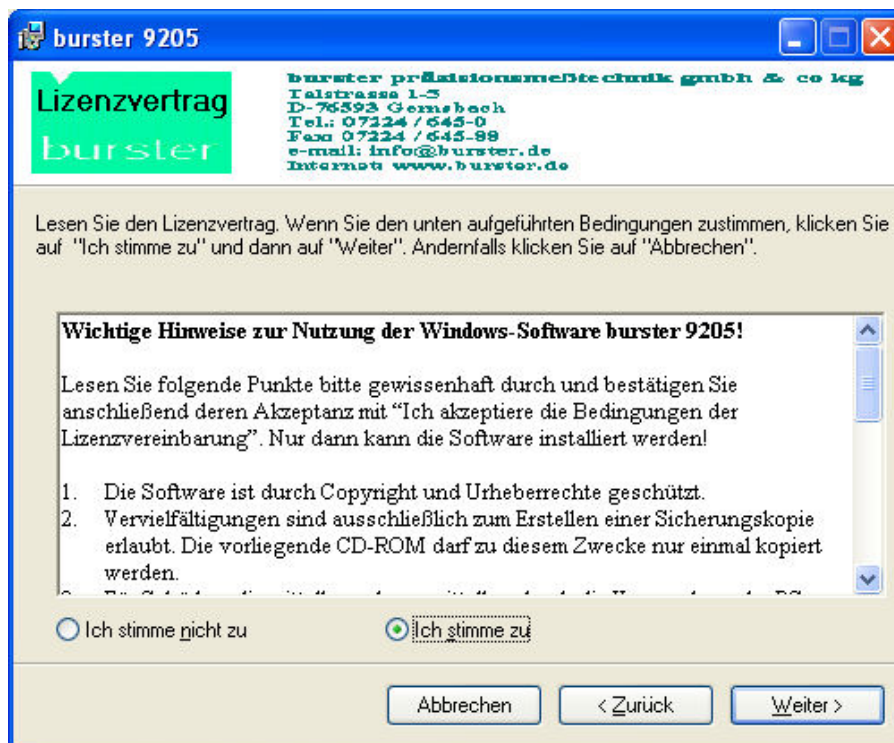 burster 9205
Lizenzvertrag
burster
burster präzisionsmeßtechnik gmbh & co kg
Talstrasse 1-5
D-76593 Gernsbach
Tel.: 07224 / 645-0
Fax: 07224 / 645-88
e-mail: info@burster.de
Internet: www.burster.de
Lesen Sie den Lizenzvertrag. Wenn Sie den unten aufgeführten Bedingungen zustimmen, klicken Sie
auf "Ich stimme zu" und dann auf "Weiter". Andernfalls klicken Sie auf "Abbrechen".
Wichtige Hinweise zur Nutzung der Windows-Software burster 9205!
Lesen Sie folgende Punkte bitte gewissenhaft durch und bestätigen Sie
anschließend deren Akzeptanz mit “Ich akzeptiere die Bedingungen der
Lizenzvereinbarung”. Nur dann kann die Software installiert werden!
1. Die Software ist durch Copyright und Urheberrechte geschützt.
2. Vervielfältigungen sind ausschließlich zum Erstellen einer Sicherungskopie
erlaubt. Die vorliegende CD-ROM darf zu diesem Zwecke nur einmal kopiert
werden.
Ich stimme nicht zu
Ich stimme zu
Abbrechen
< Zurück
Weiter >